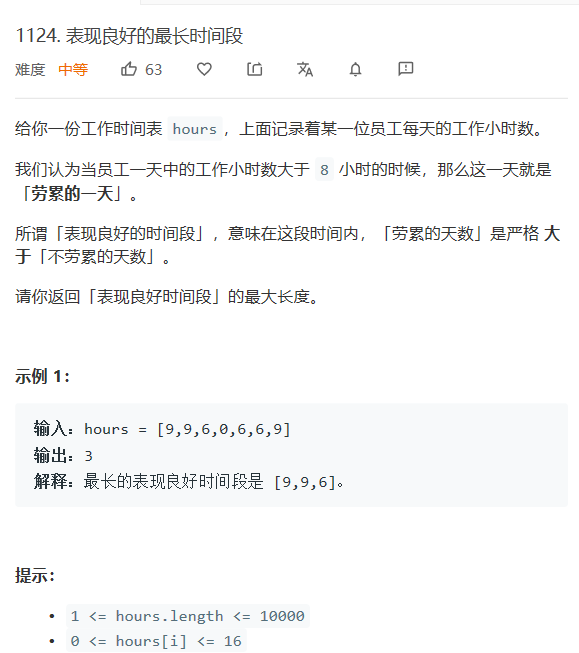 1124. 表现良好的最长时间段
难度 中等 63
给你一份工作时间表 hours，上面记录着某一位员工每天的工作小时数。
我们认为当员工一天中的工作小时数大于 8 小时的时候，那么这一天就是
「劳累的一天」。
所谓「表现良好的时间段」，意味在这段时间内，「劳累的天数」是严格 大
于「不劳累的天数」。
请你返回「表现良好时间段」的最大长度。
示例 1：
输入：hours = [9,9,6,0,6,6,9]
输出：3
解释：最长的表现良好时间段是 [9,9,6]。
提示：
• 1 <= hours.length <= 10000
• 0 <= hours[i] <= 16